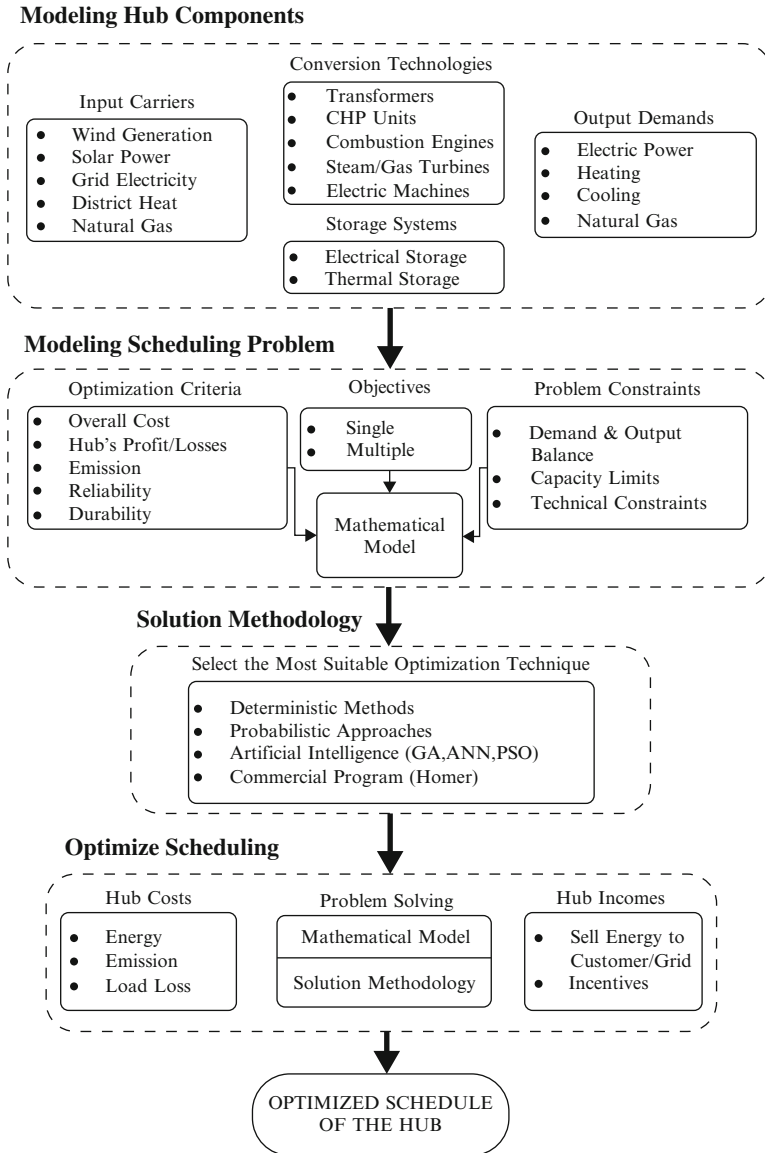 Modeling Hub Components
Input Carriers
Wind Generation
Solar Power
Grid Electricity
District Heat
Natural Gas
Conversion Technologies
Transformers
CHP Units
Combustion Engines
Steam/Gas Turbines
Electric Machines
Storage Systems
Electrical Storage
Thermal Storage
Output Demands
Electric Power
Heating
Cooling
Natural Gas
Modeling Scheduling Problem
Optimization Criteria
Overall Cost
Hub's Profit/Losses
Emission
Reliability
Durability
Objectives
Single
Multiple
Mathematical
Model
Problem Constraints
Demand & Output
Balance
Capacity Limits
Technical Constraints
Solution Methodology
Select the Most Suitable Optimization Technique
Deterministic Methods
Probabilistic Approaches
Artificial Intelligence (GA,ANN,PSO)
Commercial Program (Homer)
Optimize Scheduling
Hub Costs
Energy
Emission
Load Loss
Problem Solving
Mathematical Model
Solution Methodology
Hub Incomes
Sell Energy to
Customer/Grid
Incentives
OPTIMIZED SCHEDULE
OF THE HUB